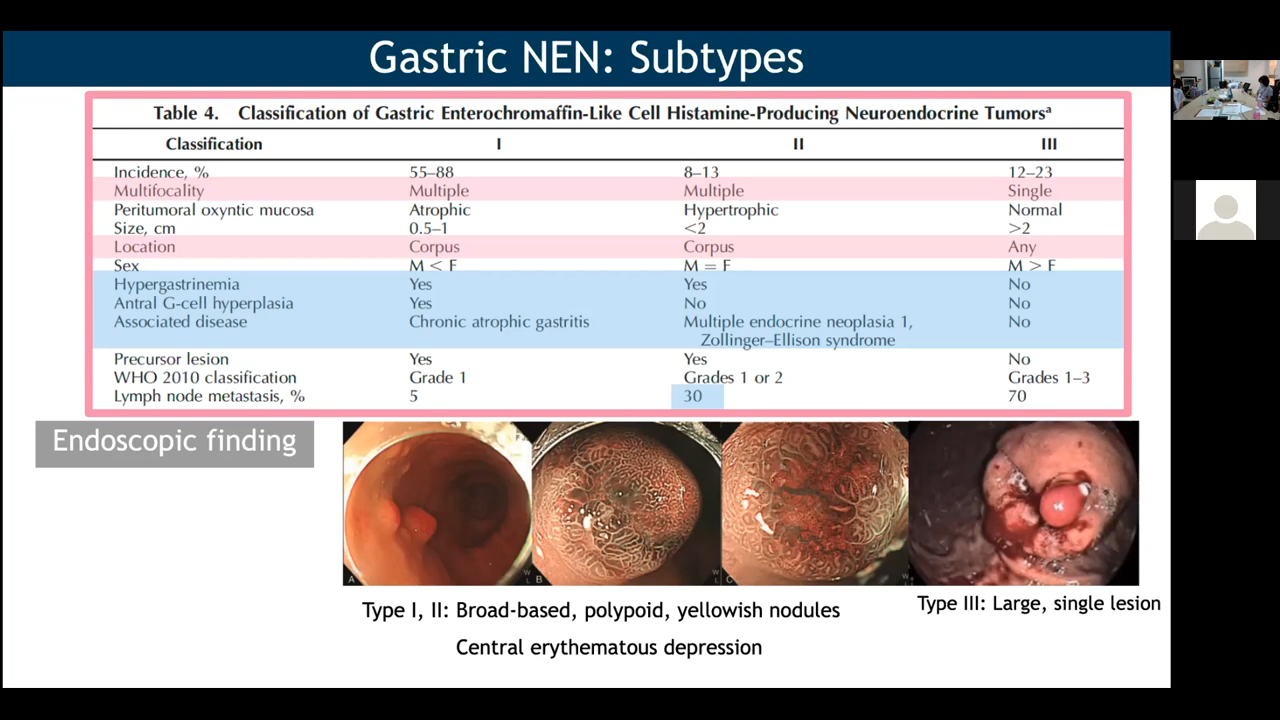 Gastric NEN: Subtypes
Table 4. Classification of Gastric Enterochromaffin-Like Cell Histamine-Producing Neuroendocrine Tumorsa
Classification I II III
Incidence, % 55–88 8–13 12–23
Multifocality Multiple Multiple Single
Peritumoral oxyntic mucosa Atrophic Hypertrophic Normal
Size, cm 0.5–1 <2 >2
Location Corpus Corpus Any
Sex M < F M = F M > F
Hypergastrinemia Yes Yes No
Antral G-cell hyperplasia Yes No No
Associated disease Chronic atrophic gastritis Multiple endocrine neoplasia 1, No
Zollinger–Ellison syndrome
Precursor lesion Yes Yes No
WHO 2010 classification Grade 1 Grades 1 or 2 Grades 1–3
Lymph node metastasis, % 5 30 70
Endoscopic finding
A B C
Type I, II: Broad-based, polypoid, yellowish nodules
Type III: Large, single lesion
Central erythematous depression